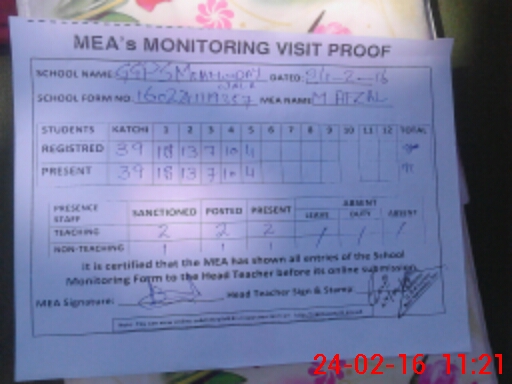 MEA's MONITORING VISIT PROOF
SCHOOL NAME GGPS DATED 24-2-16
SCHOOL FORM NO. MEA NAME M. AFZAL
STUDENTS KATCHI 1 2 3 4 5 6 7 8 9 10 11 12 TOTAL
REGISTRED 39 18 13 7 10 4
PRESENT 39 18 13 7 10 4
PRESENCE STAFF SANCTIONED POSTED PRESENT ABSENT
LEAVE DUTY ABSENT
TEACHING 2 2 2 / / /
NON-TEACHING 1 1 1
It is certified that the MEA has shown all entries of the School
Monitoring Form to the Head Teacher before its online submission
MEA Signature: Head Teacher Sign & Stamp:
24-02-16 11:21